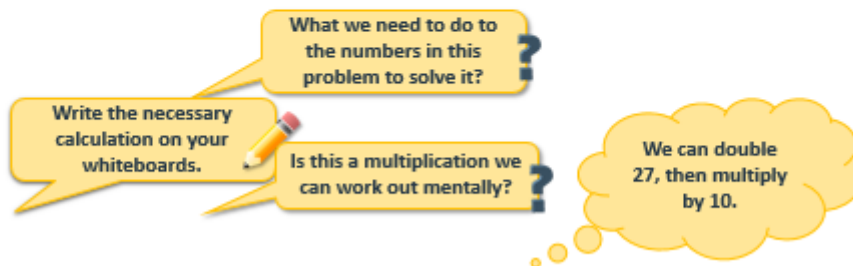 What we need to do to
the numbers in this
problem to solve it?
?
Write the necessary
calculation on your
whiteboards.
Is this a multiplication we
can work out mentally?
?
We can double
27, then multiply
by 10.